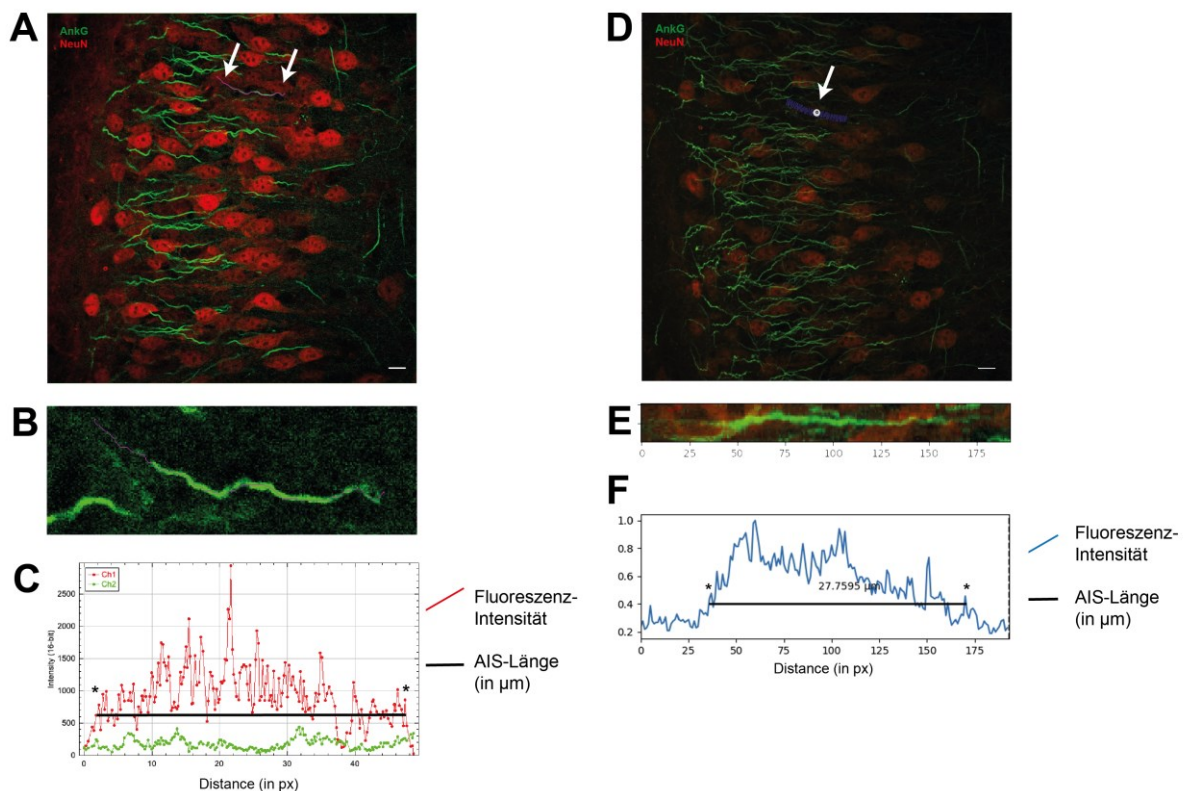 A
AnkG
NeuN
B
C
Ch1
Ch2
Intensity (16-bit)
2500
2000
1500
1000
500
0
*
*
0
10
20
30
40
Distance (in px)
Fluoreszenz-
Intensität
AIS-Länge
(in µm)
D
AnkG
NeuN
E
0
25
50
75
100
125
150
175
F
1.0
0.8
0.6
0.4
0.2
*
27.7595 µm
*
0
25
50
75
100
125
150
175
Distance (in px)
Fluoreszenz-
Intensität
AIS-Länge
(in µm)